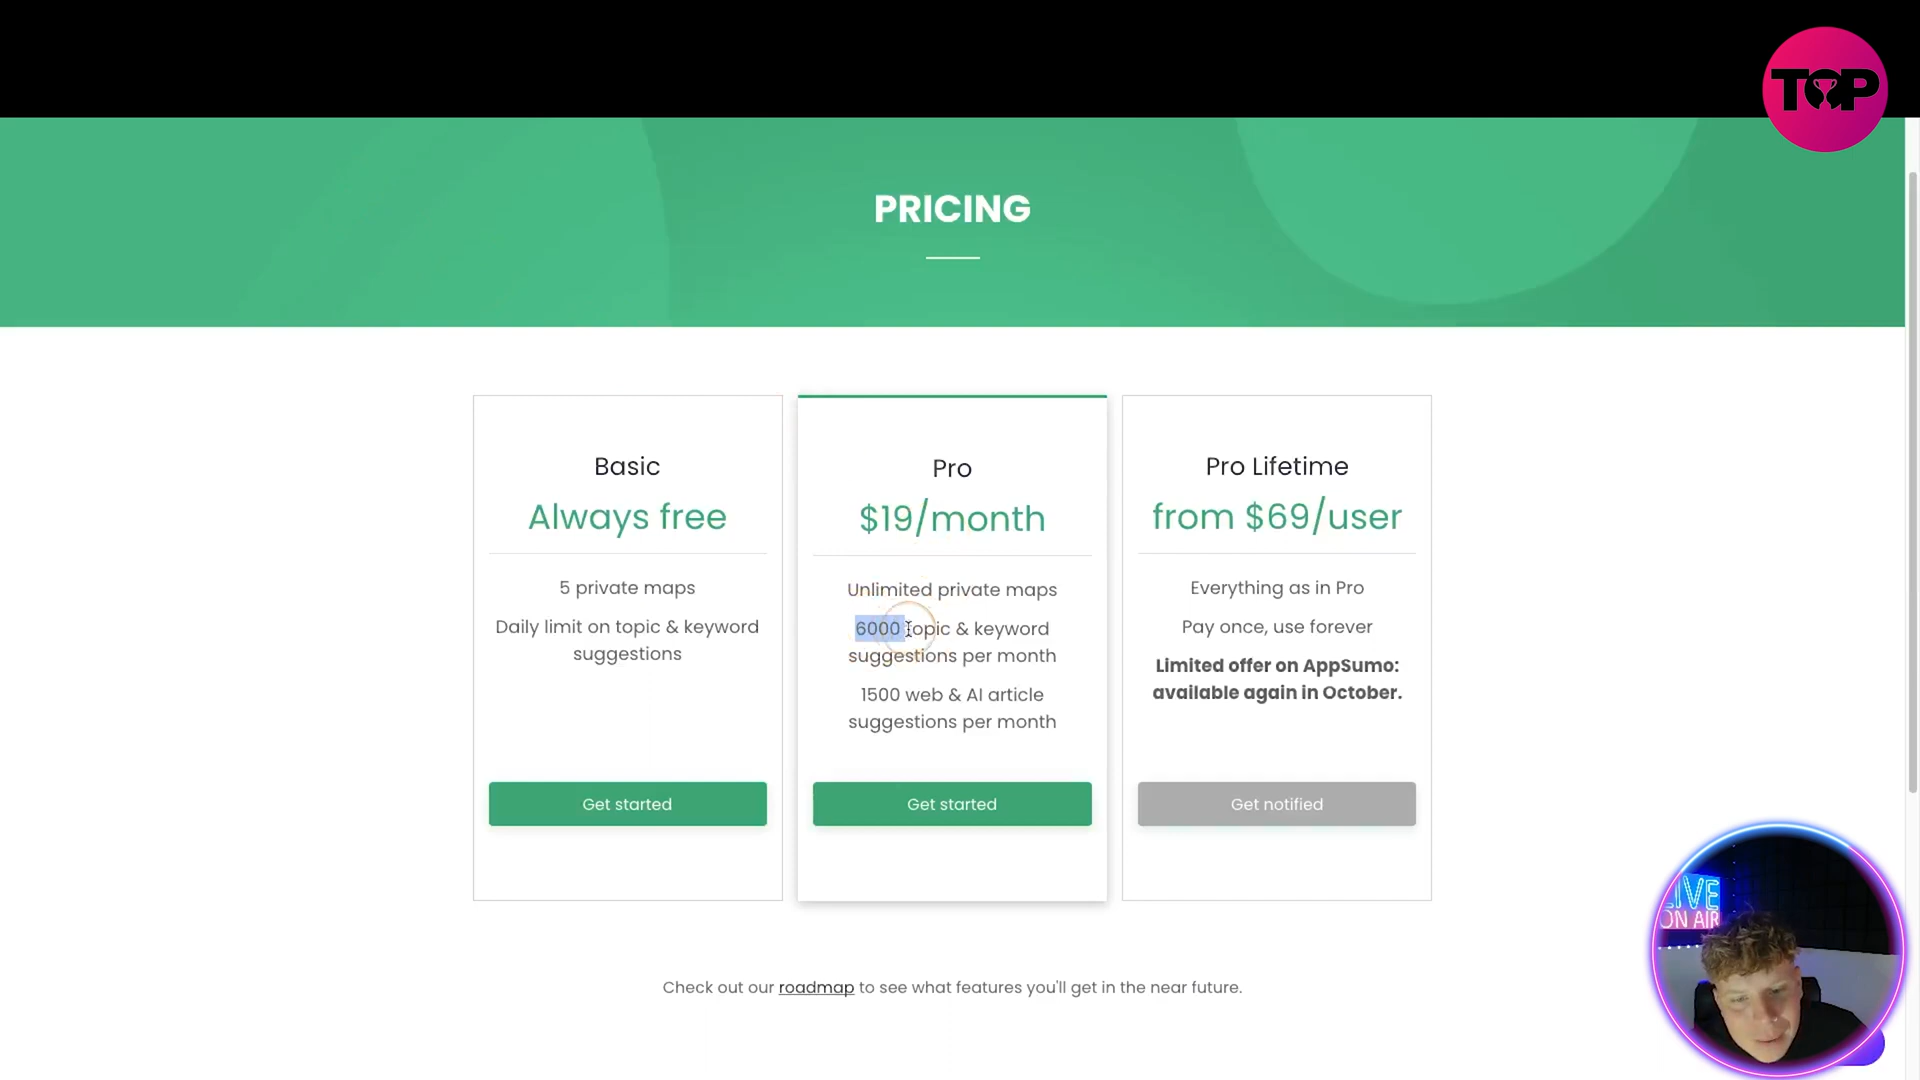 TOP
PRICING
Basic
Always free
5 private maps
Daily limit on topic & keyword
suggestions
Get started
Pro
$19/month
Unlimited private maps
6000 topic & keyword
suggestions per month
1500 web & AI article
suggestions per month
Get started
Pro Lifetime
from $69/user
Everything as in Pro
Pay once, use forever
Limited offer on AppSumo:
available again in October.
Get notified
Check out our roadmap to see what features you'll get in the near future.
LIVE
ON AIR